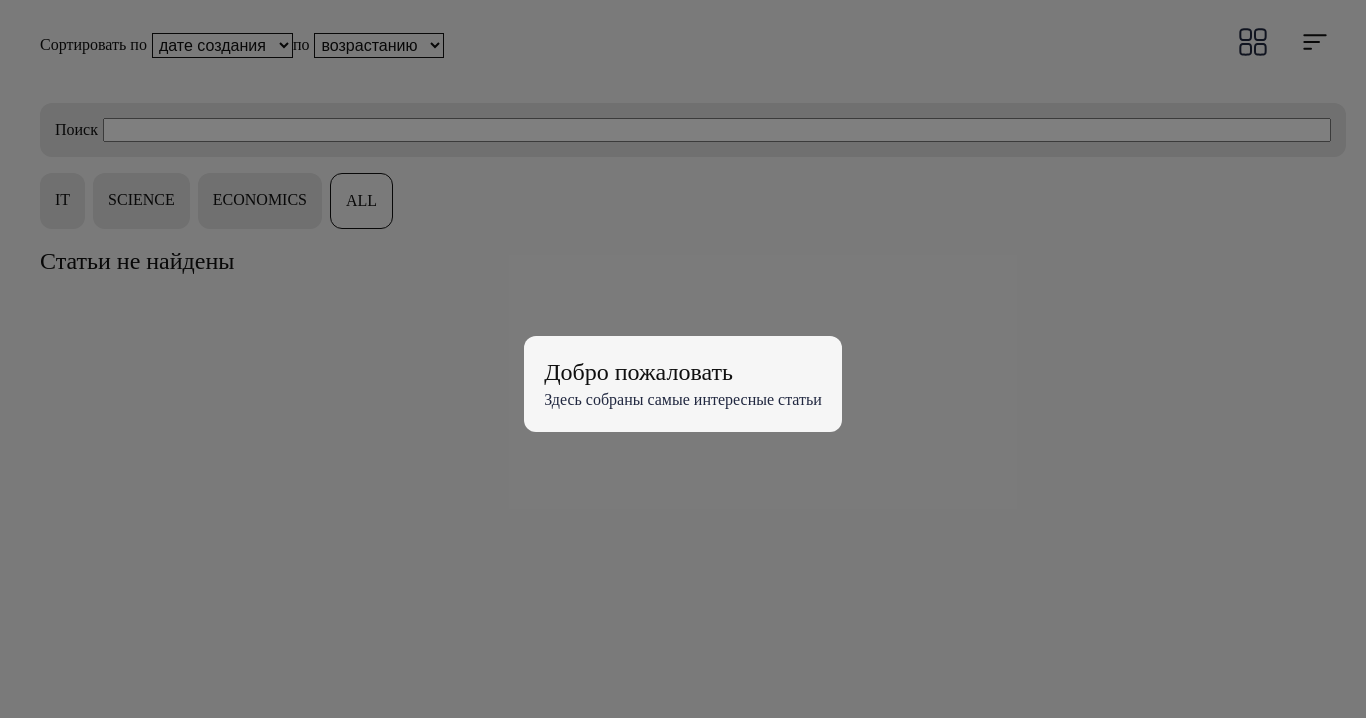 Сортировать по дате создания по возрастанию
Поиск
IT SCIENCE ECONOMICS ALL
Статьи не найдены
Добро пожаловать
Здесь собраны самые интересные статьи